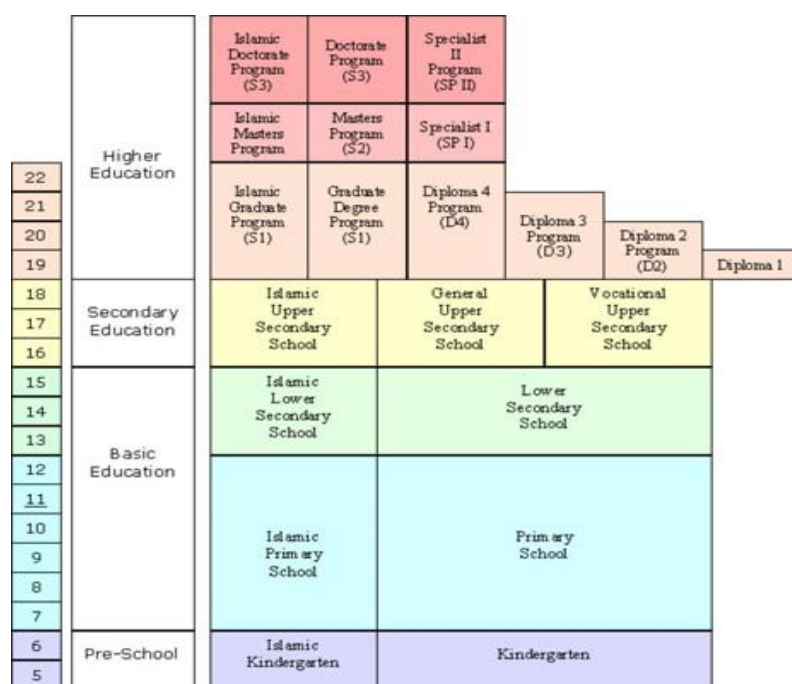 Islamic
Doctorate
Program
(S3)
Doctorate
Program
(S3)
Specialist
II
Program
(SP II)
Higher
Education
Islamic
Masters
Program
Masters
Program
(S2)
Specialist I
(SP I)
22
21
20
19
Islamic
Graduate
Program
(S1)
Graduate
Degree
Program
(S1)
Diploma 4
Program
(D4)
Diploma 3
Program
(D3)
Diploma 2
Program
(D2)
Diploma 1
18
17
16
Secondary
Education
Islamic
Upper
Secondary
School
General
Upper
Secondary
School
Vocational
Upper
Secondary
School
15
14
13
Basic
Education
Islamic
Lower
Secondary
School
Lower
Secondary
School
12
11
10
9
8
7
Islamic
Primary
School
Primary
School
6
5
Pre-School
Islamic
Kindergarten
Kindergarten